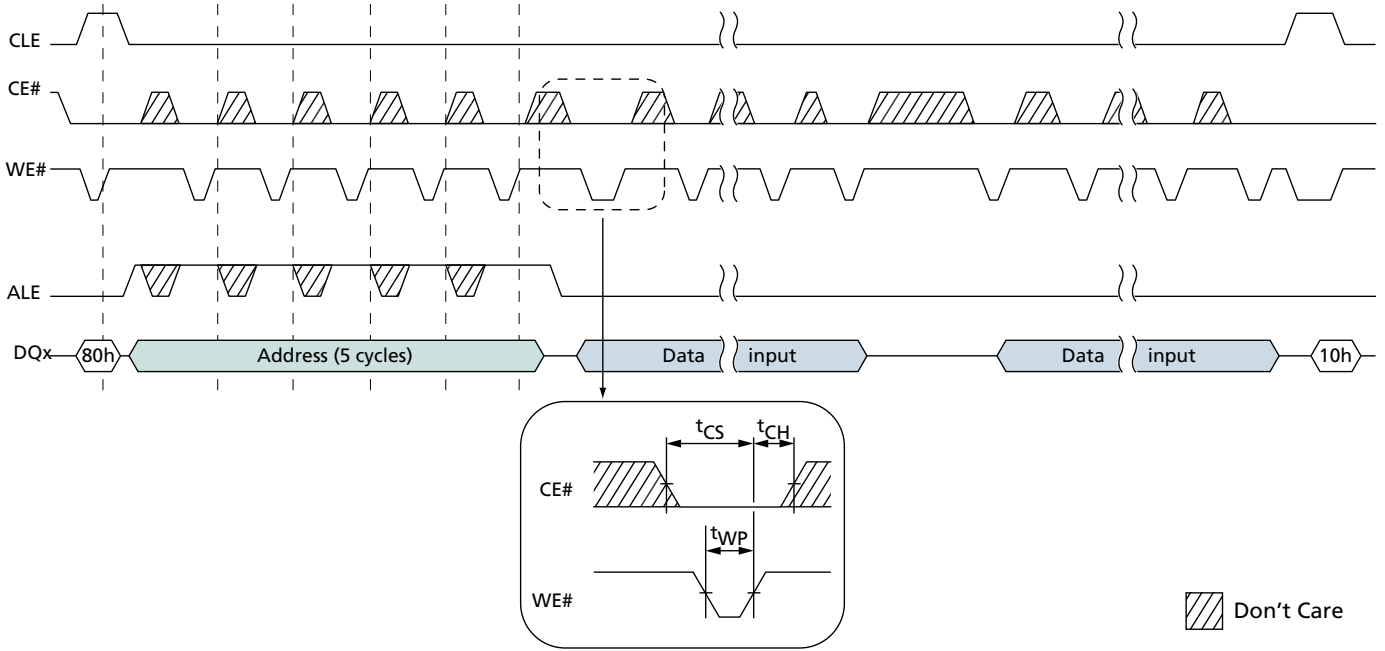 CLE
CE#
WE#
ALE
DQx 80h Address (5 cycles) Data input Data input 10h
tCS tCH
CE#
tWP
WE#
Don't Care